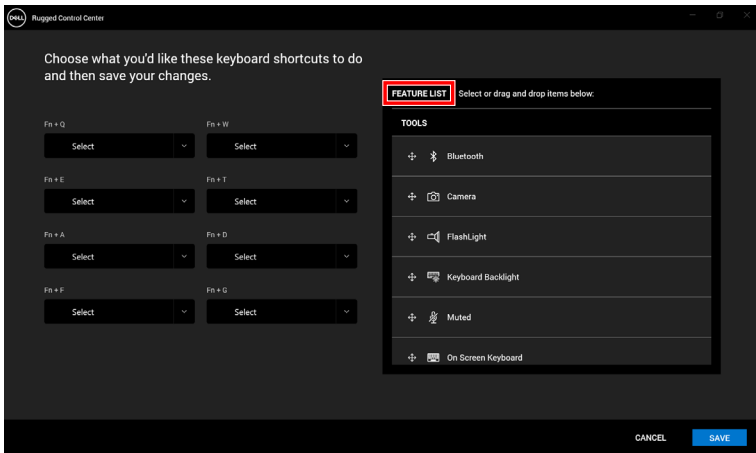 DELL
Rugged Control Center
Choose what you'd like these keyboard shortcuts to do
and then save your changes.
FEATURE LIST Select or drag and drop items below:
TOOLS
Fn + Q Fn + W
Select Select
Fn + E Fn + T
Select Select
Fn + A Fn + D
Select Select
Fn + F Fn + G
Select Select
Bluetooth
Camera
FlashLight
Keyboard Backlight
Muted
On Screen Keyboard
CANCEL SAVE